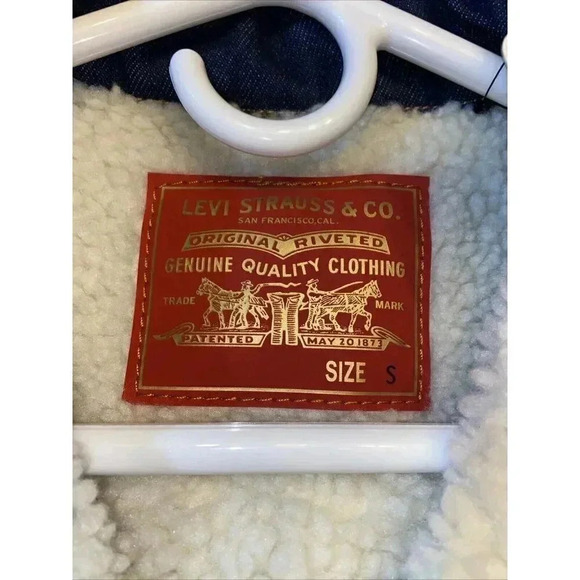 LEVI STRAUSS & CO.
SAN FRANCISCO, CAL.
ORIGINAL RIVETED
GENUINE QUALITY CLOTHING
TRADE MARK
PATENTED MAY 20 1873
SIZE S